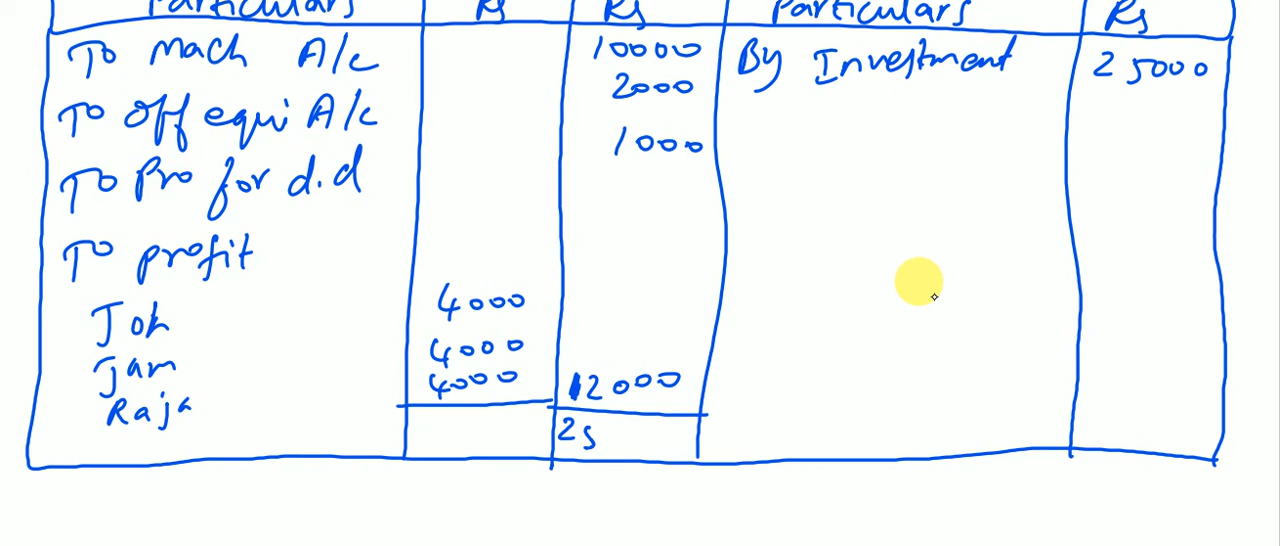 Particulars Rs Rs Particulars Rs
To Mach A/c 10000 By Investment 25000
To Off equi A/c 2000
To Pro for d.d 1000
To profit
Joh 4000
Jam 4000
Raja 4000 12000
25